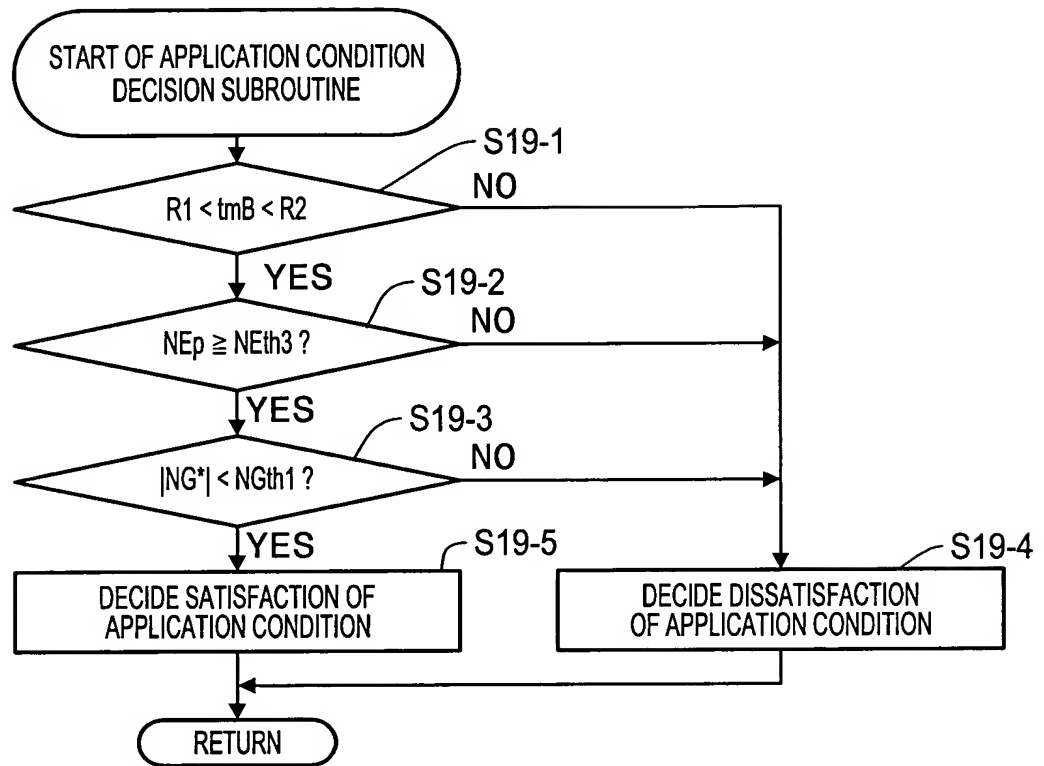 START OF APPLICATION CONDITION
DECISION SUBROUTINE
S19-1
R1 < tmB < R2
NO
YES
S19-2
NEp ≧ NEth3 ?
NO
YES
S19-3
|NG*| < NGth1 ?
NO
YES
S19-5
DECIDE SATISFACTION OF
APPLICATION CONDITION
S19-4
DECIDE DISSATISFACTION
OF APPLICATION CONDITION
RETURN